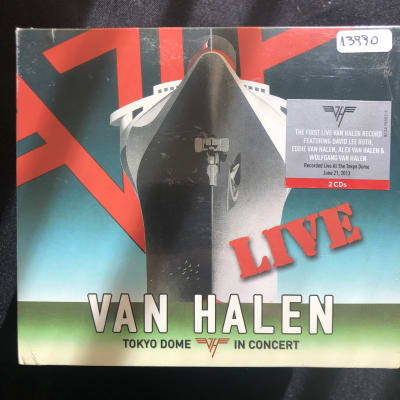 13990
THE FIRST LIVE VAN HALEN RECORD
FEATURING DAVID LEE ROTH,
EDDIE VAN HALEN, ALEX VAN HALEN &
WOLFGANG VAN HALEN
Recorded Live At The Tokyo Dome
June 21, 2013
2 CDs
LIVE
VAN HALEN
TOKYO DOME VH IN CONCERT